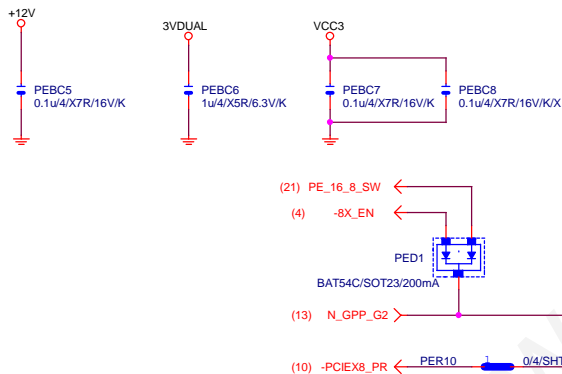 +12V
3VDUAL
VCC3
PEBC5
0.1u/4/X7R/16V/K
PEBC6
1u/4/X5R/6.3V/K
PEBC7
0.1u/4/X7R/16V/K
PEBC8
0.1u/4/X7R/16V/K/X
(21) PE_16_8_SW
(4) -8X_EN
PED1
BAT54C/SOT23/200mA
(13) N_GPP_G2
(10) -PCIEX8_PR
PER10
1
0/4/SHT